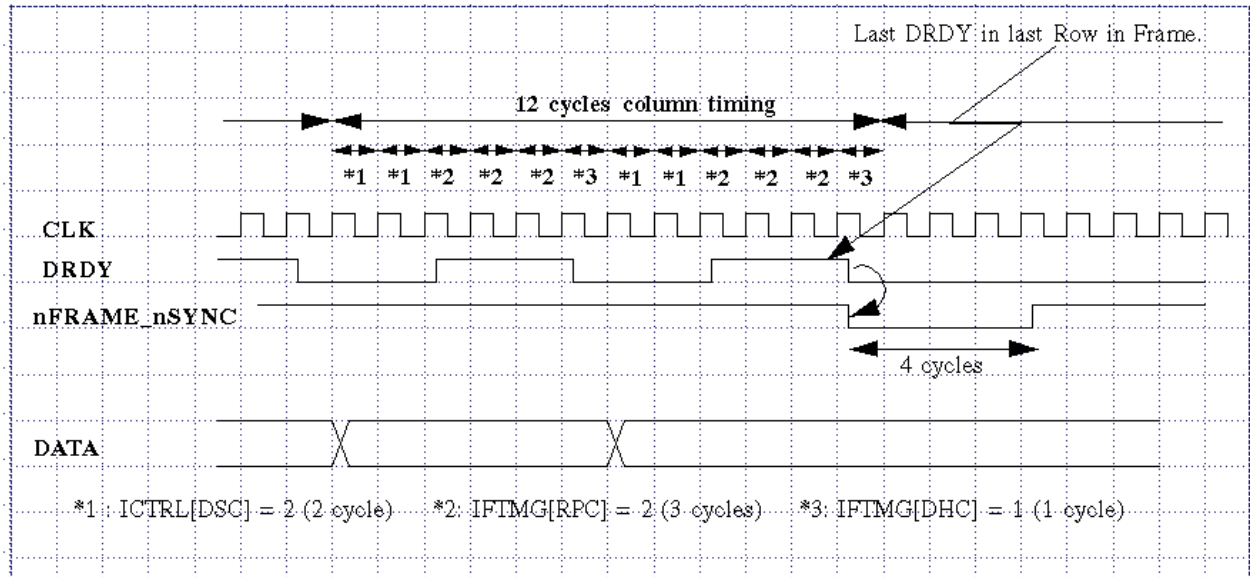 Last DRDY in last Row in Frame.
12 cycles column timing
*1 *1 *2 *2 *2 *3 *1 *1 *2 *2 *2 *3
CLK
DRDY
nFRAME_nSYNC
4 cycles
DATA
*1 : ICTRL[DSC] = 2 (2 cycle) *2: IFTMG[RPC] = 2 (3 cycles) *3: IFTMG[DHC] = 1 (1 cycle)